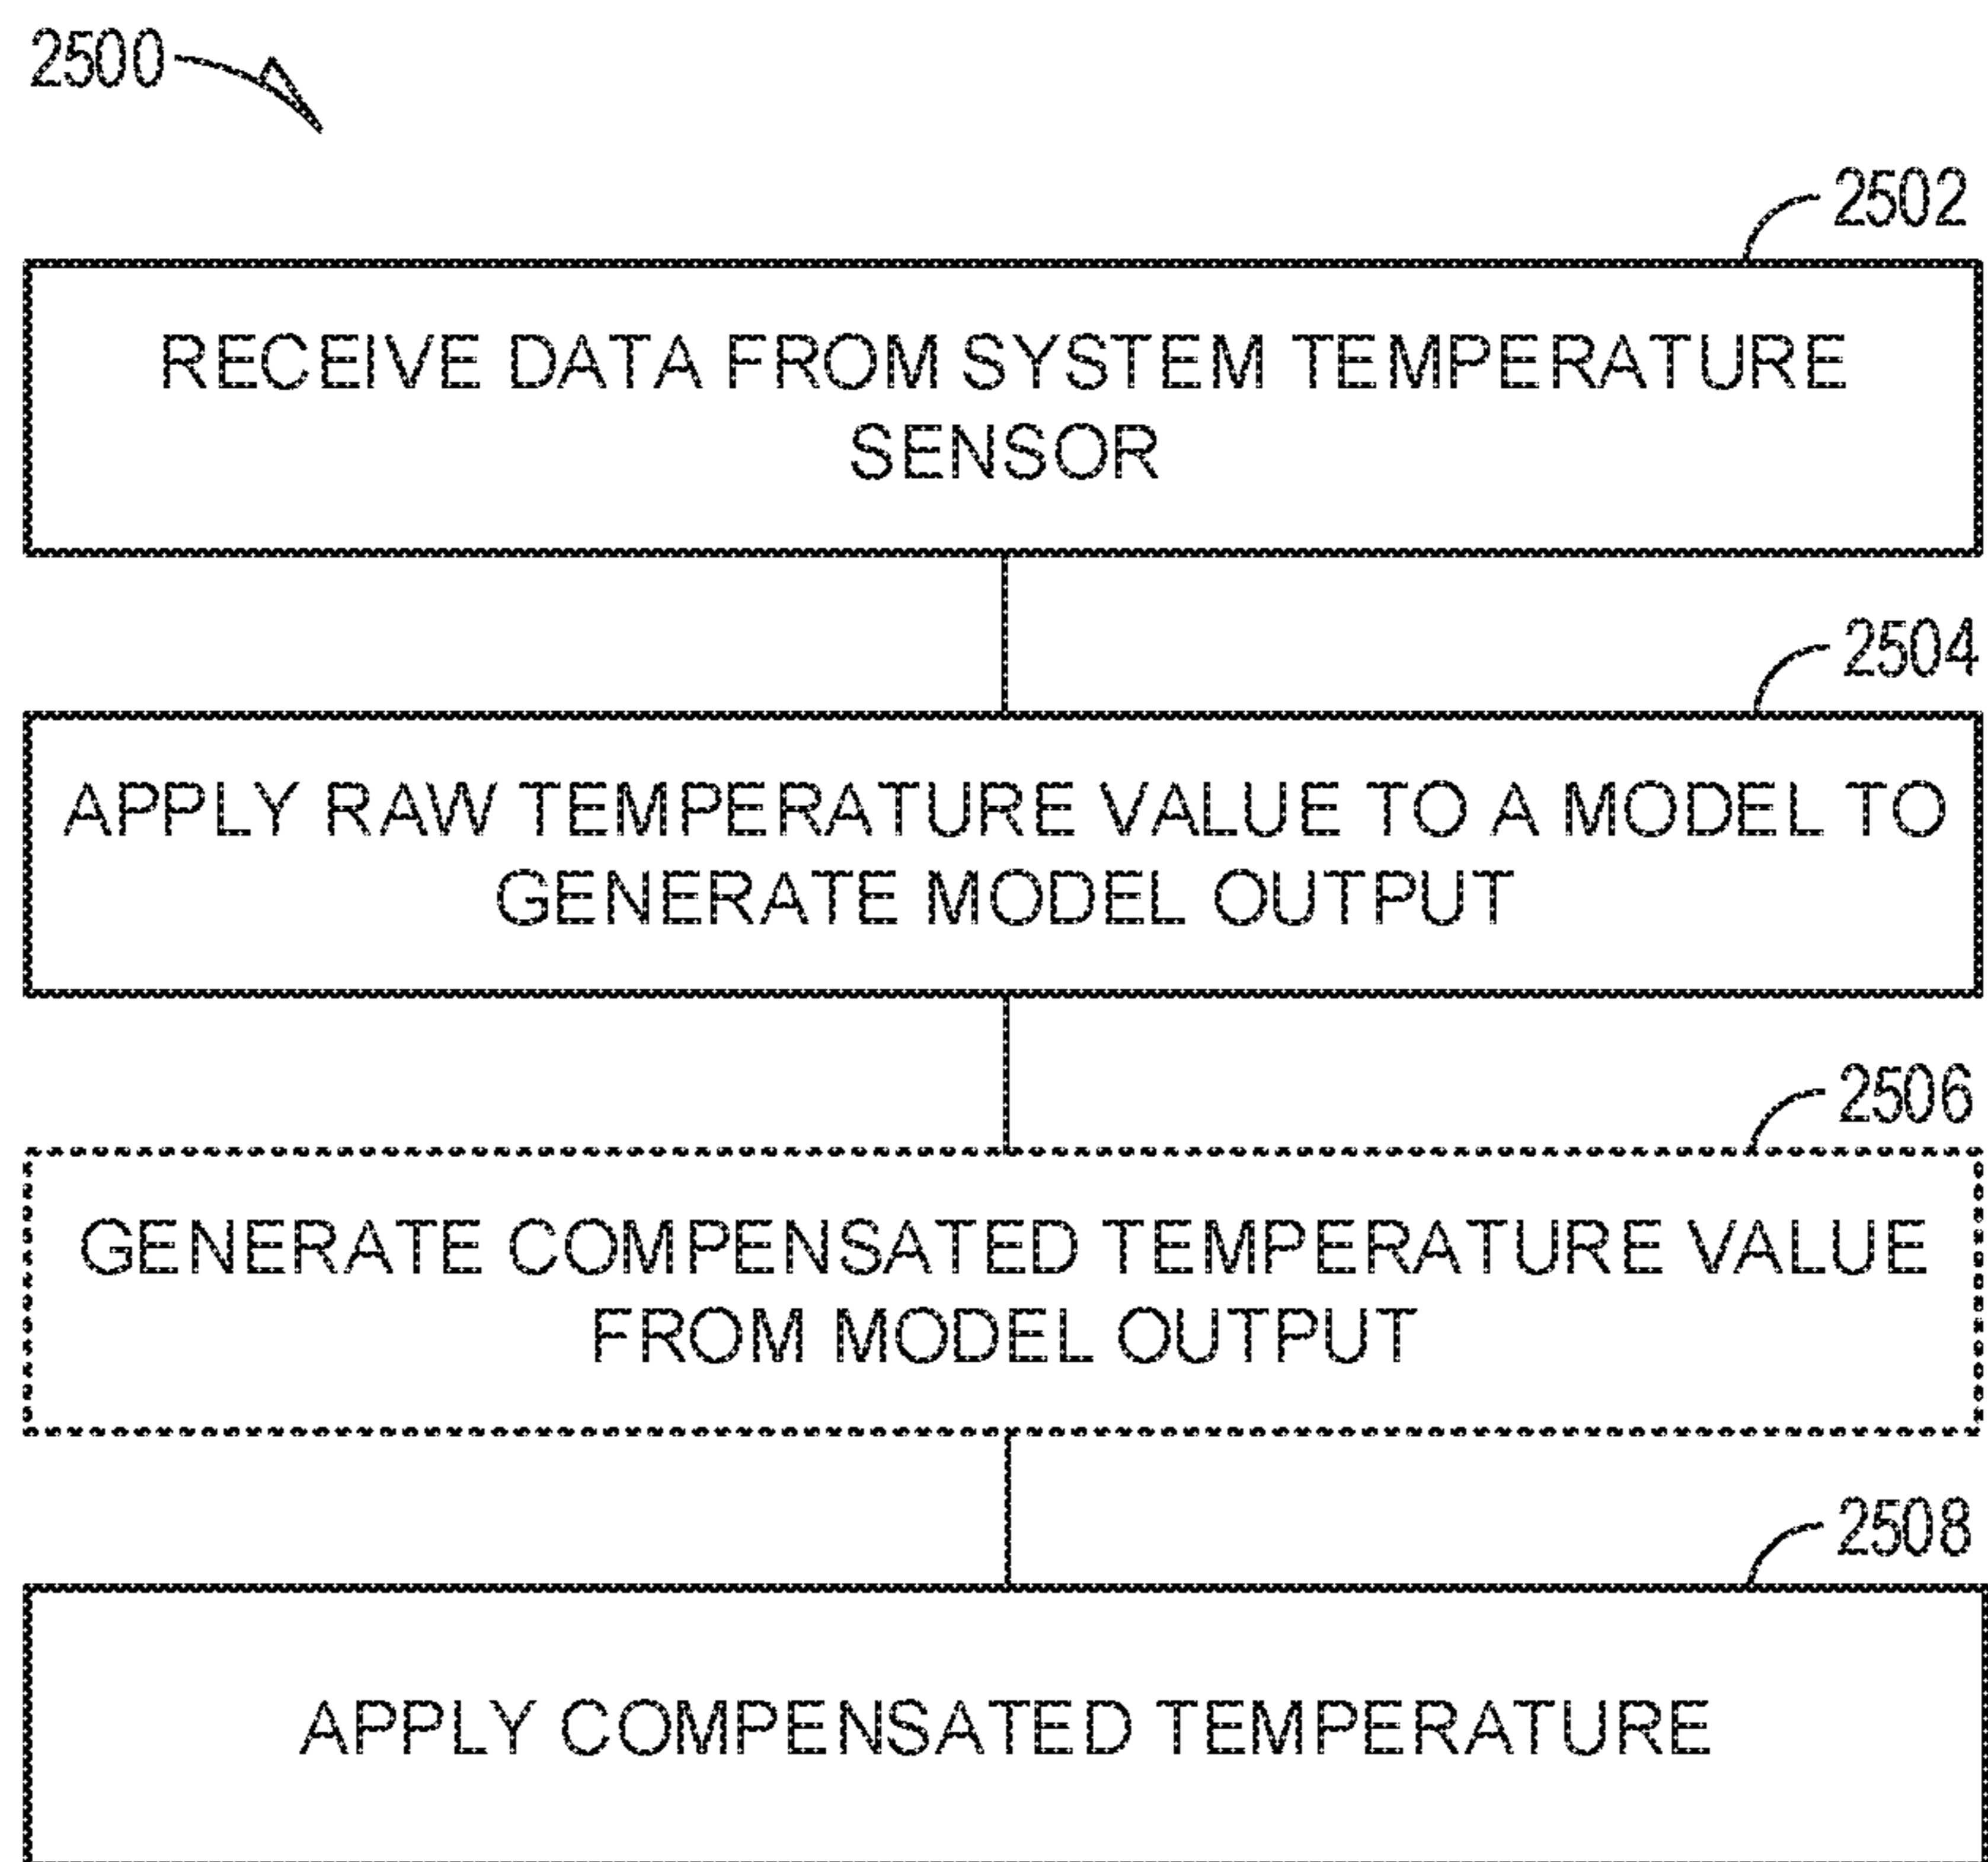 2500
2502
RECEIVE DATA FROM SYSTEM TEMPERATURE
SENSOR
2504
APPLY RAW TEMPERATURE VALUE TO A MODEL TO
GENERATE MODEL OUTPUT
2506
GENERATE COMPENSATED TEMPERATURE VALUE
FROM MODEL OUTPUT
2508
APPLY COMPENSATED TEMPERATURE